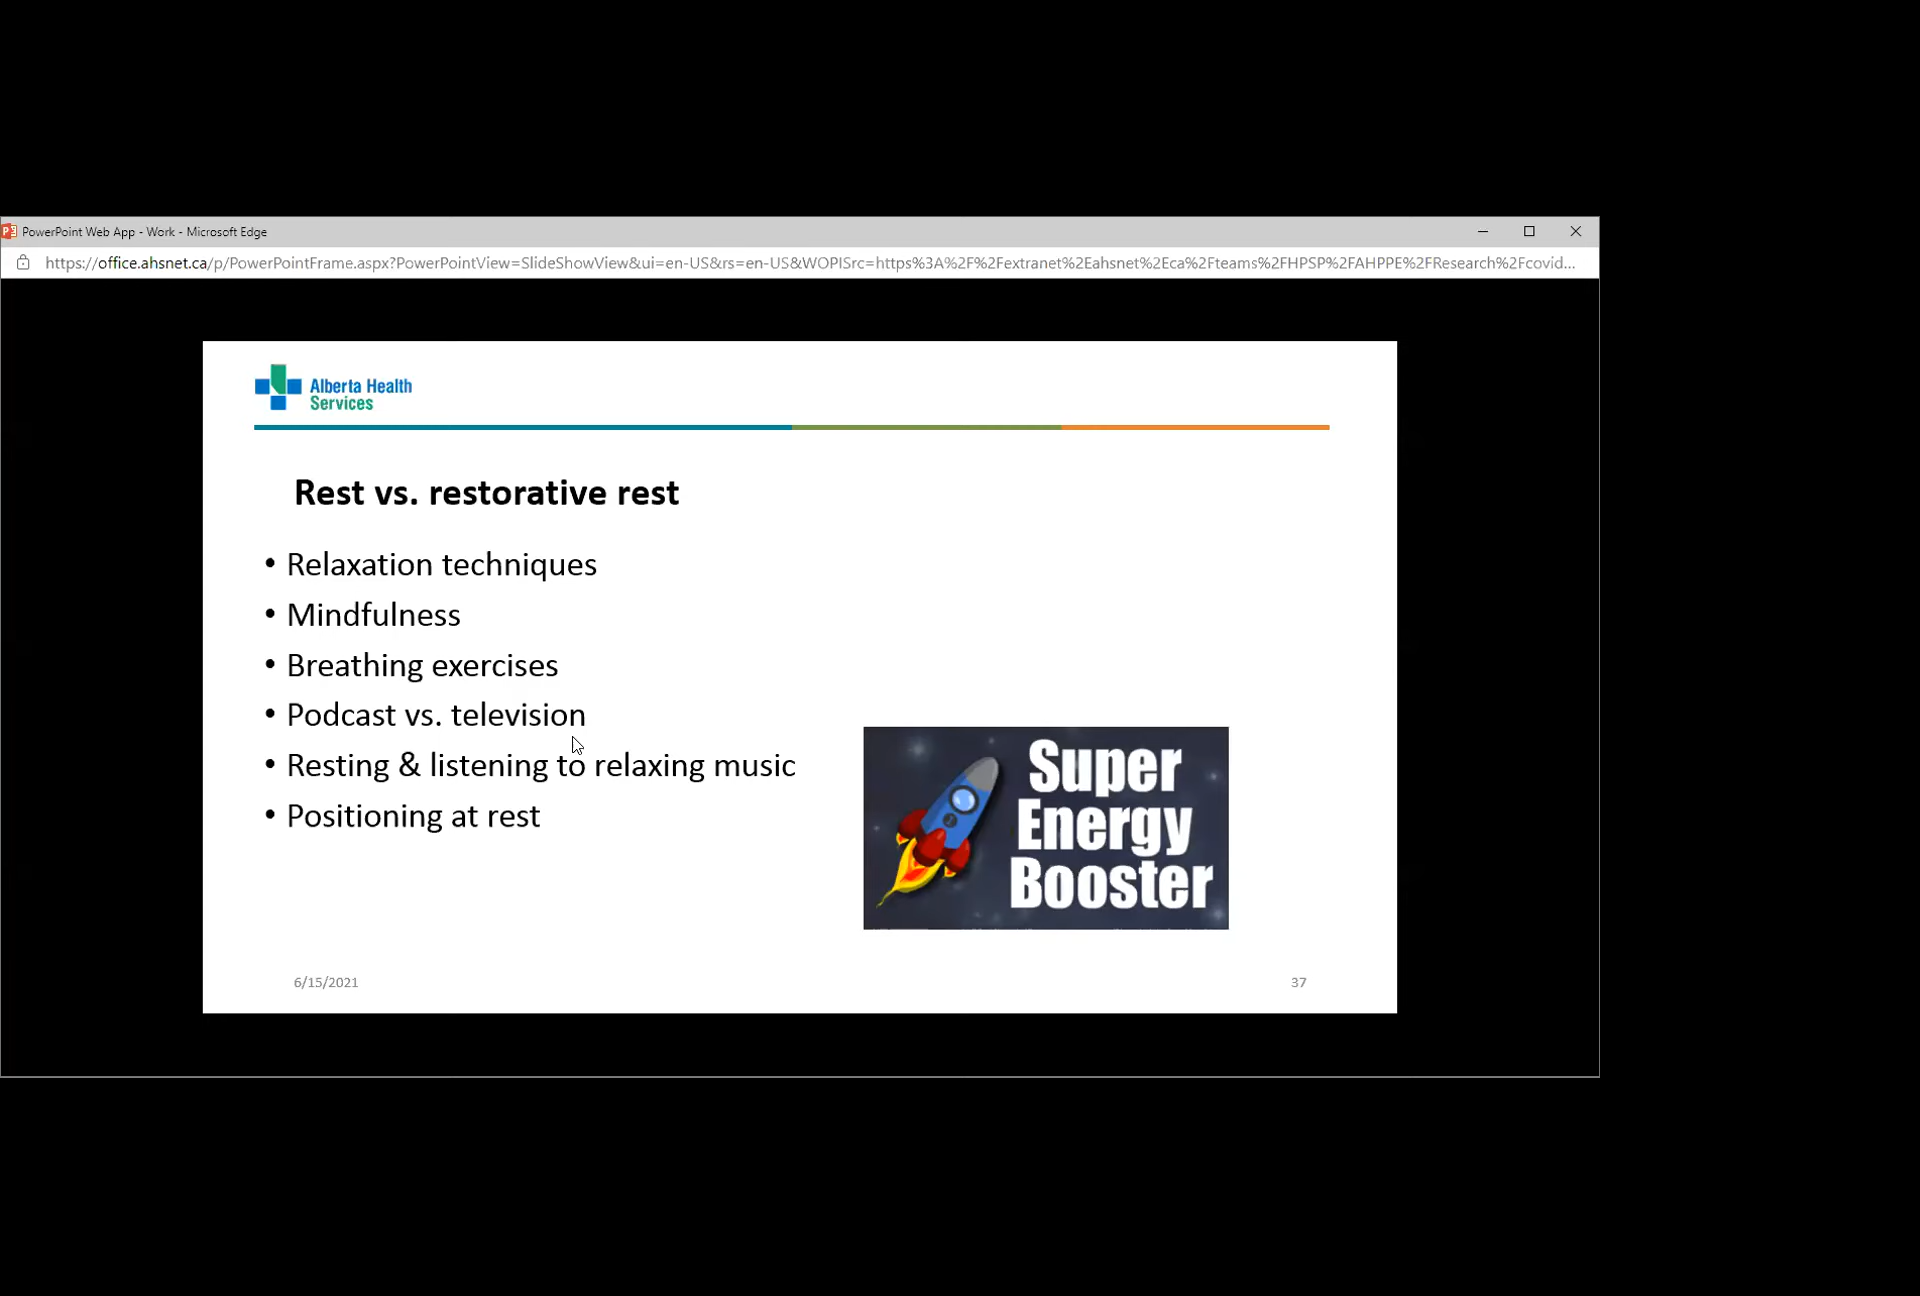 PowerPoint Web App - Work - Microsoft Edge
https://office.ahsnet.ca/p/PowerPointFrame.aspx?PowerPointView=SlideShowView&ui=en-US&rs=en-US&WOPISrc=https%3A%2F%2Fextranet%2Eahsnet%2Eca%2Fteams%2FHPSP%2FAHPPE%2FResearch%2Fcovid...
Alberta Health
Services
Rest vs. restorative rest
• Relaxation techniques
• Mindfulness
• Breathing exercises
• Podcast vs. television
• Resting & listening to relaxing music
• Positioning at rest
Super
Energy
Booster
6/15/2021
37